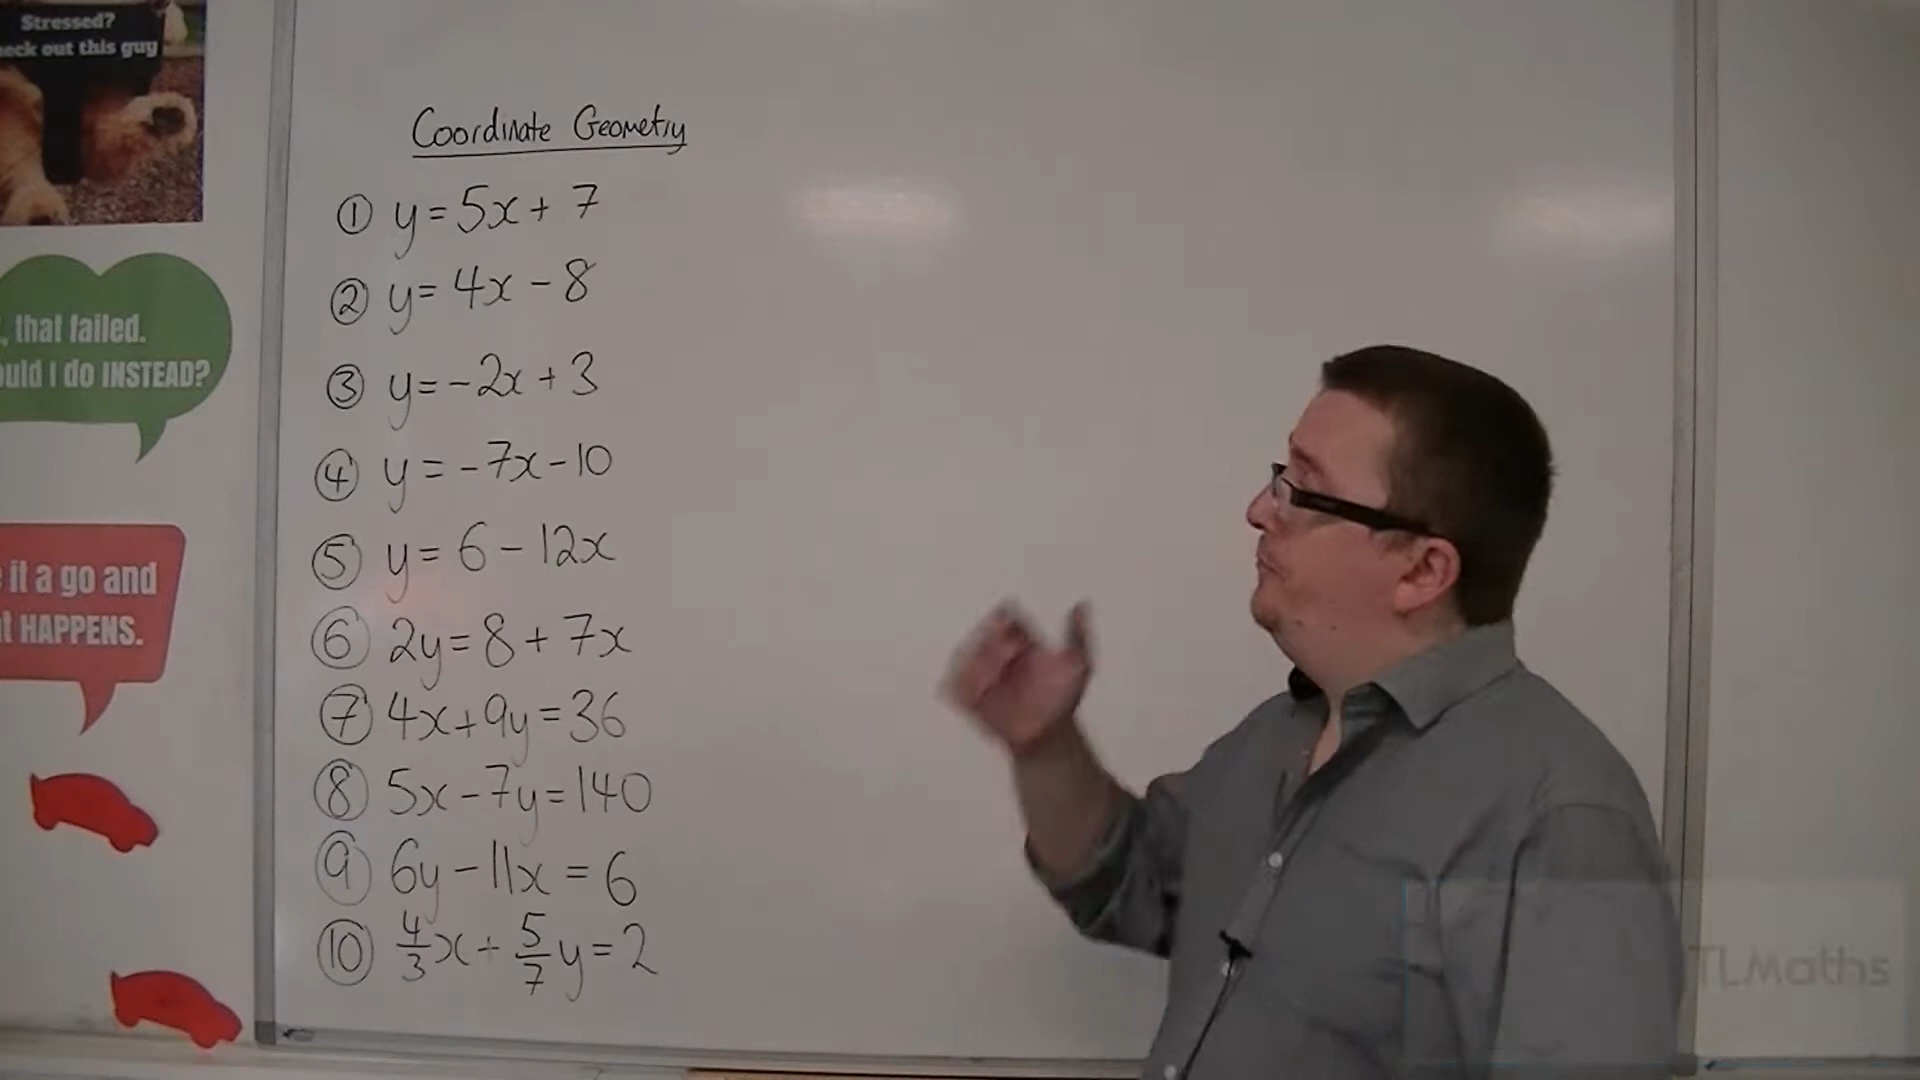 Stressed?
eck out this guy
, that failed.
ould I do INSTEAD?
it a go and
HAPPENS.
Coordinate Geometry
① y = 5x + 7
② y = 4x - 8
③ y = -2x + 3
④ y = -7x - 10
⑤ y = 6 - 12x
⑥ 2y = 8 + 7x
⑦ 4x + 9y = 36
⑧ 5x - 7y = 140
⑨ 6y - 11x = 6
⑩ 4/3 x + 5/7 y = 2
TLMaths